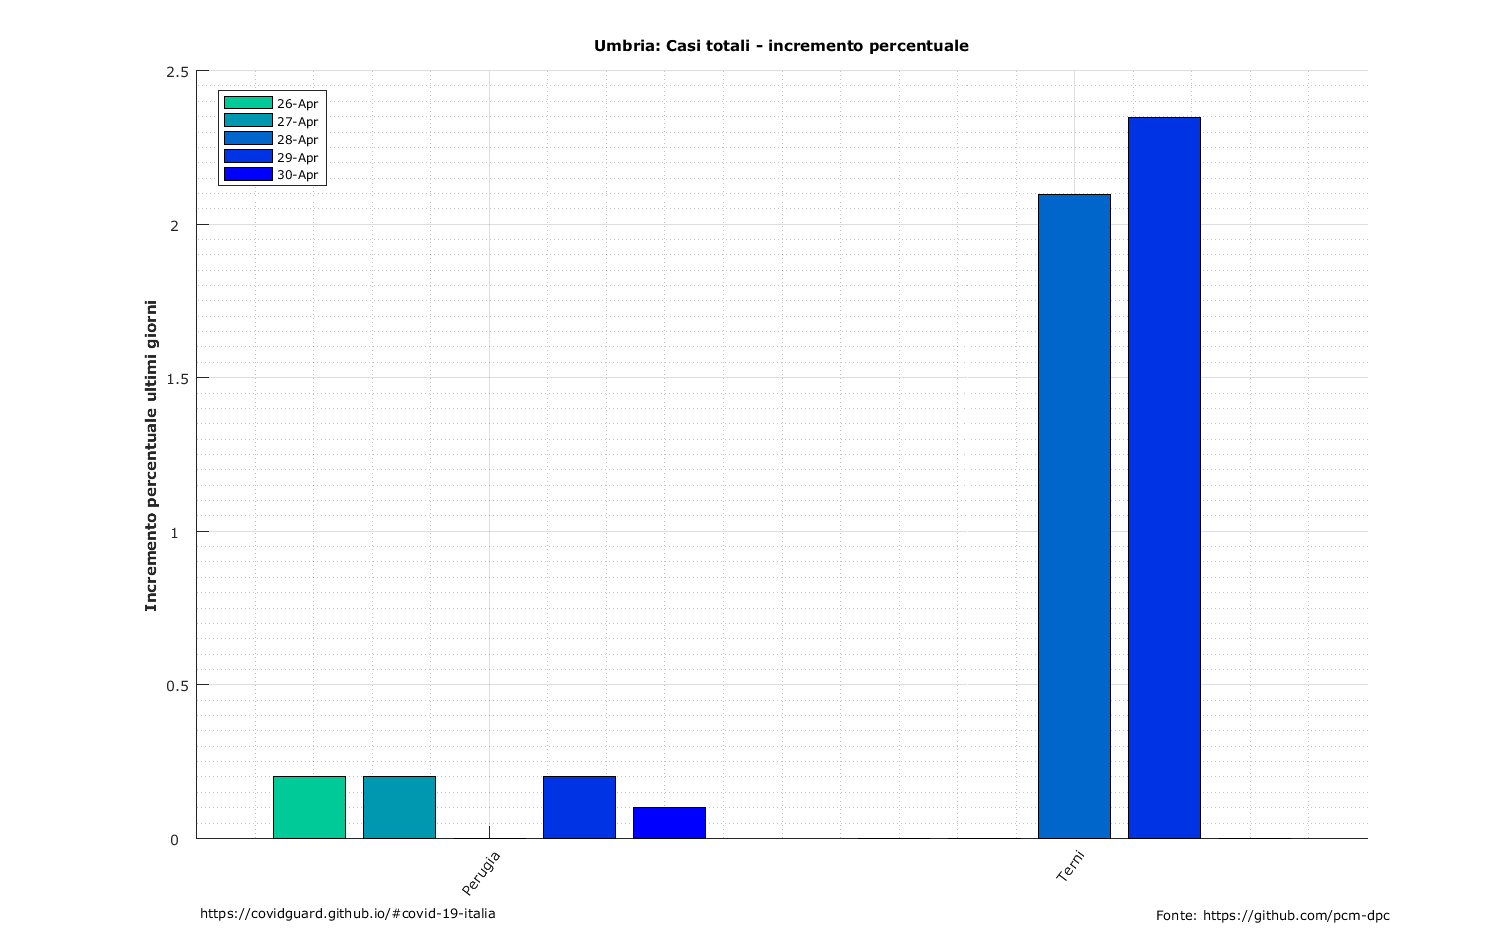 Umbria: Casi totali - incremento percentuale
2.5
2
1.5
1
0.5
0
Incremento percentuale ultimi giorni
26-Apr
27-Apr
28-Apr
29-Apr
30-Apr
Perugia
Terni
https://covidguard.github.io/#covid-19-italia
Fonte: https://github.com/pcm-dpc